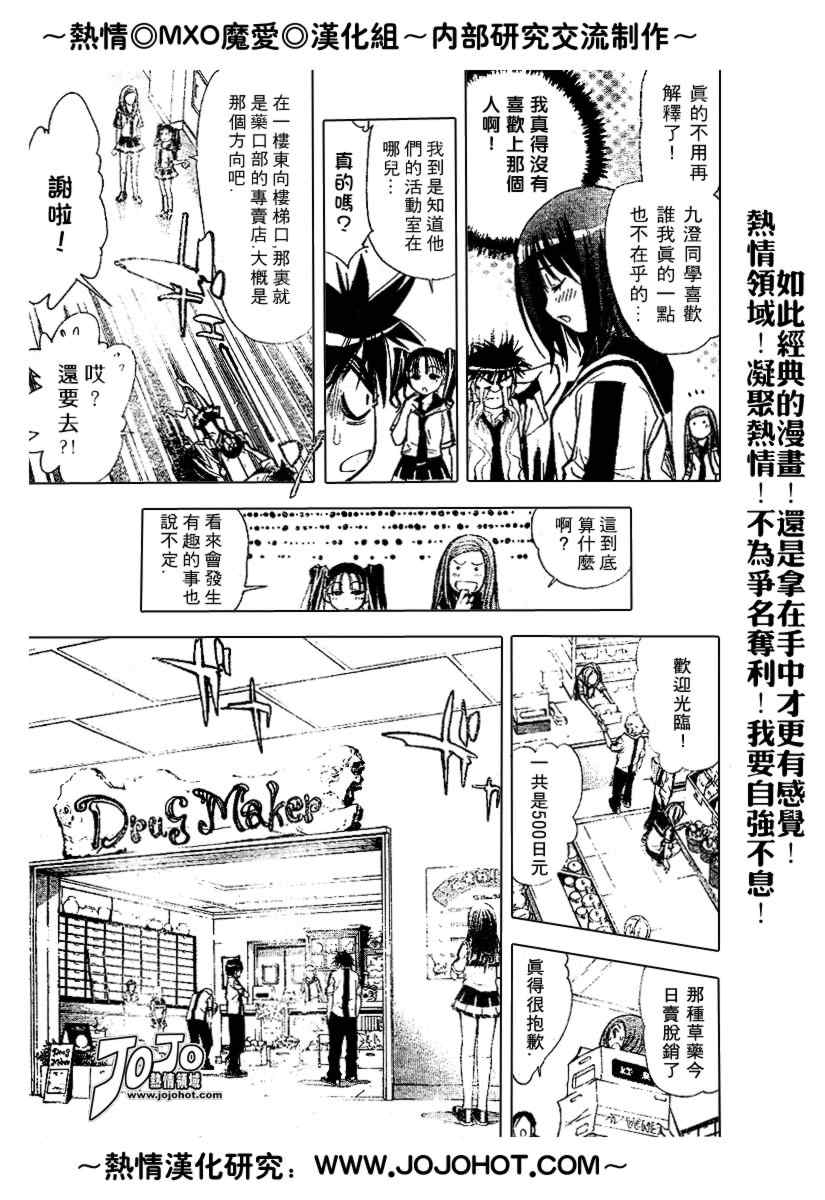 ～熱情◎MXO魔愛◎漢化組～內部研究交流制作～
真的不用再
解釋了！
九澄同學喜歡
誰我真的一點
也不在乎的…
我真得沒有
喜歡上那個
人啊！
我到是知道他
們的活動室在
哪兒…
真的嗎？
在一樓東向樓梯口.那裏就
是藥口部的專賣店.大概是
那個方向吧.
謝啦！
哎？
還要去?!
這到底
算什麼
啊？
看來會發生
有趣的事也
說不定.
歡迎光臨！
一共是500日元
那種草藥今
日賣脫銷了
真得很抱歉.
Drug Maker
Drug
Maker
JOJO
熱情領域
www.jojohot.com
如此經典的漫畫！還是拿在手中才更有感覺！
熱情領域！凝聚熱情！不為爭名奪利！我要自強不息！
～熱情漢化研究：WWW.JOJOHOT.COM～